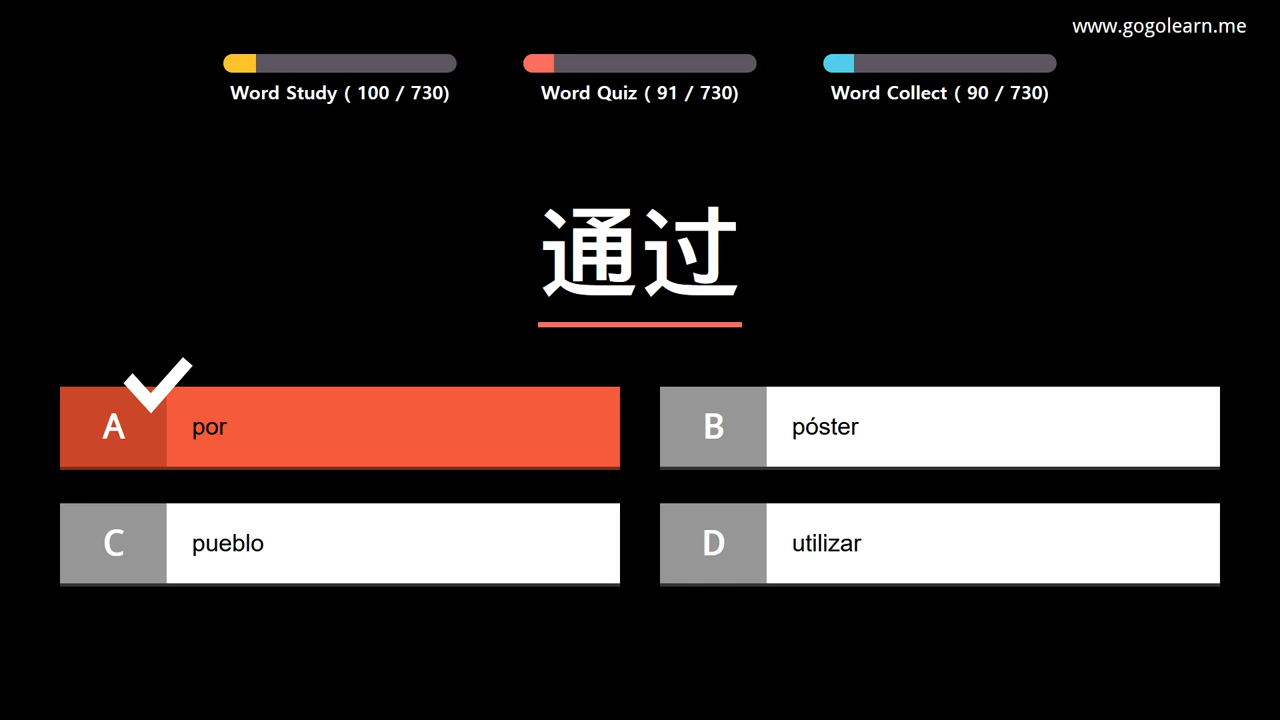 www.gogolearn.me
Word Study ( 100 / 730)
Word Quiz ( 91 / 730)
Word Collect ( 90 / 730)
通过
A por
B póster
C pueblo
D utilizar